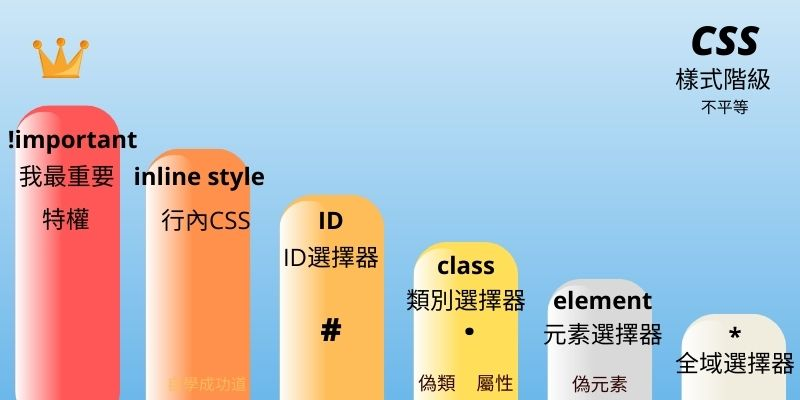 CSS
樣式階級
不平等
!important
我最重要
特權
inline style
行內CSS
自學成功道
ID
ID選擇器
#
class
類別選擇器
•
偽類 屬性
element
元素選擇器
偽元素
*
全域選擇器